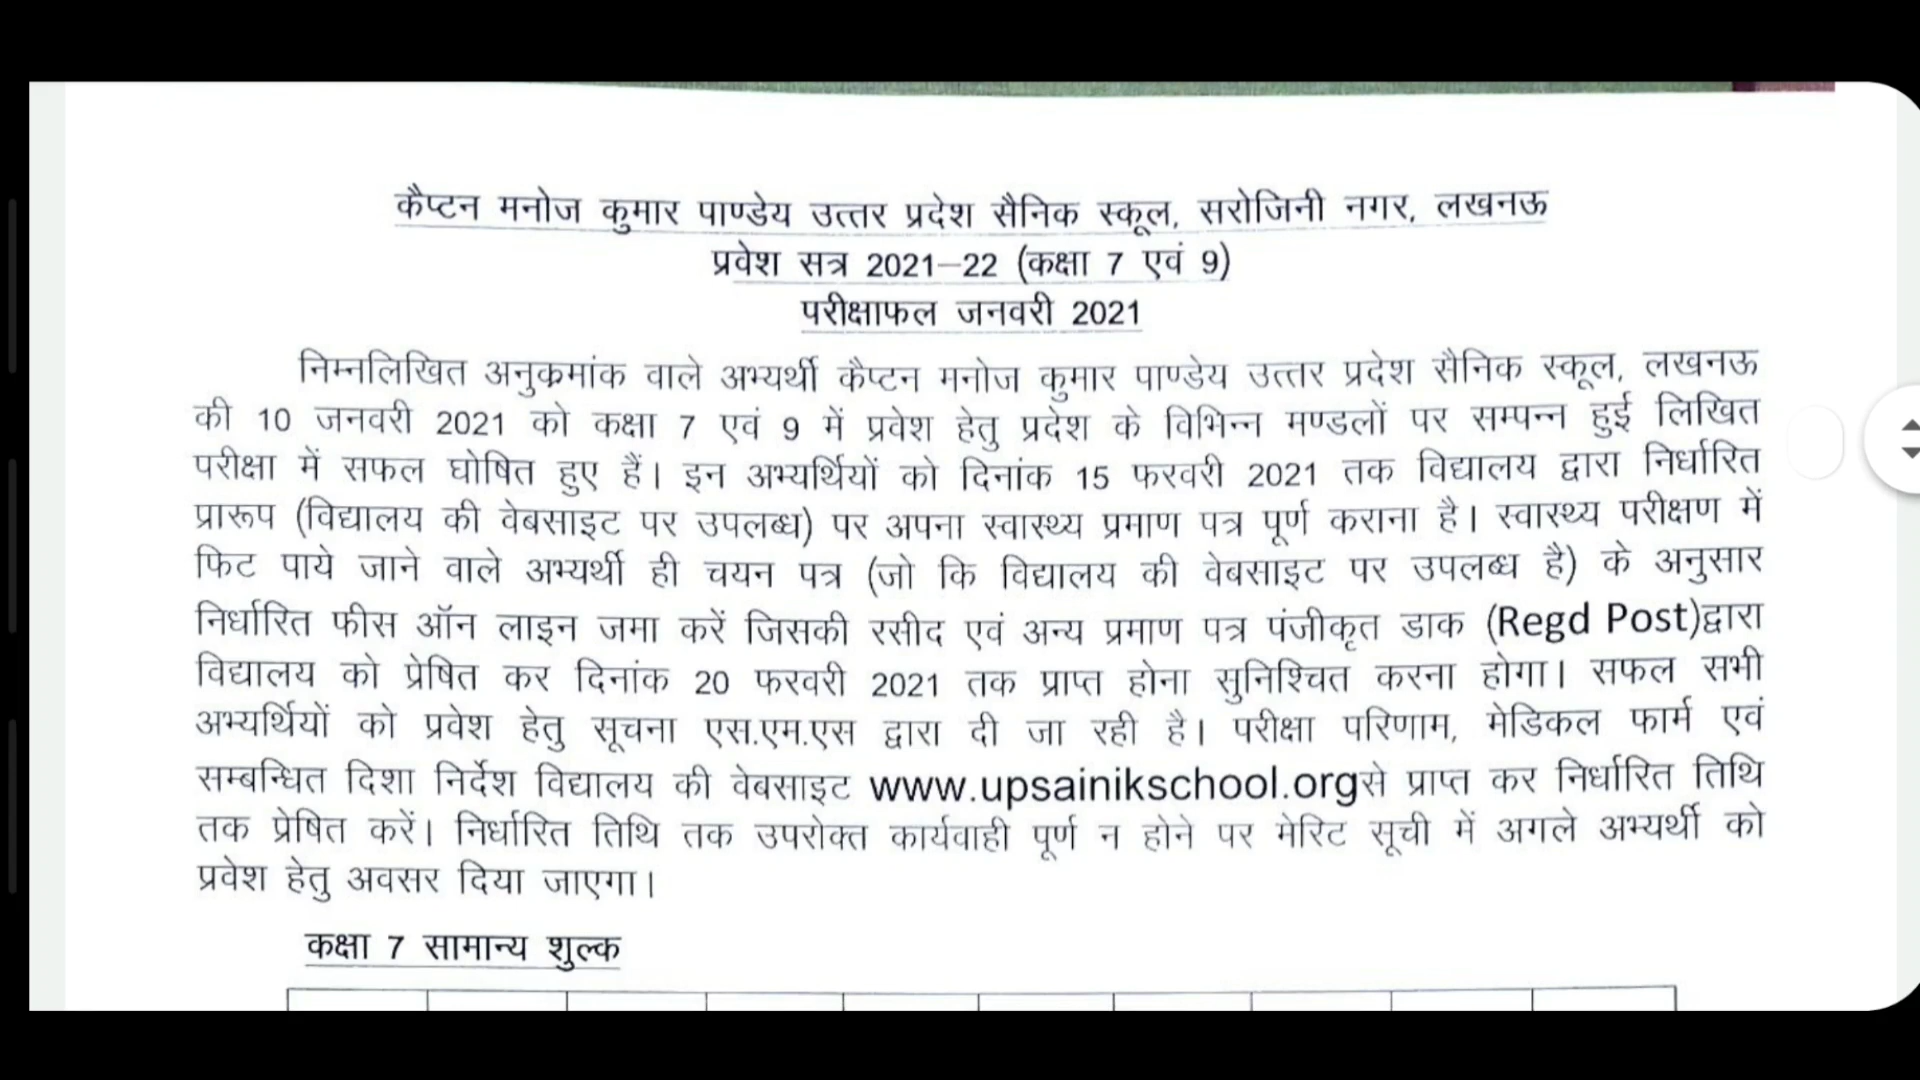 कैप्टन मनोज कुमार पाण्डेय उत्तर प्रदेश सैनिक स्कूल, सरोजिनी नगर, लखनऊ
प्रवेश सत्र 2021–22 (कक्षा 7 एवं 9)
परीक्षाफल जनवरी 2021
निम्नलिखित अनुक्रमांक वाले अभ्यर्थी कैप्टन मनोज कुमार पाण्डेय उत्तर प्रदेश सैनिक स्कूल, लखनऊ
की 10 जनवरी 2021 को कक्षा 7 एवं 9 में प्रवेश हेतु प्रदेश के विभिन्न मण्डलों पर सम्पन्न हुई लिखित
परीक्षा में सफल घोषित हुए हैं। इन अभ्यर्थियों को दिनांक 15 फरवरी 2021 तक विद्यालय द्वारा निर्धारित
प्रारूप (विद्यालय की वेबसाइट पर उपलब्ध) पर अपना स्वास्थ्य प्रमाण पत्र पूर्ण कराना है। स्वास्थ्य परीक्षण में
फिट पाये जाने वाले अभ्यर्थी ही चयन पत्र (जो कि विद्यालय की वेबसाइट पर उपलब्ध है) के अनुसार
निर्धारित फीस ऑन लाइन जमा करें जिसकी रसीद एवं अन्य प्रमाण पत्र पंजीकृत डाक (Regd Post)द्वारा
विद्यालय को प्रेषित कर दिनांक 20 फरवरी 2021 तक प्राप्त होना सुनिश्चित करना होगा। सफल सभी
अभ्यर्थियों को प्रवेश हेतु सूचना एस.एम.एस द्वारा दी जा रही है। परीक्षा परिणाम, मेडिकल फार्म एवं
सम्बन्धित दिशा निर्देश विद्यालय की वेबसाइट www.upsainikschool.orgसे प्राप्त कर निर्धारित तिथि
तक प्रेषित करें। निर्धारित तिथि तक उपरोक्त कार्यवाही पूर्ण न होने पर मेरिट सूची में अगले अभ्यर्थी को
प्रवेश हेतु अवसर दिया जाएगा।
कक्षा 7 सामान्य शुल्क